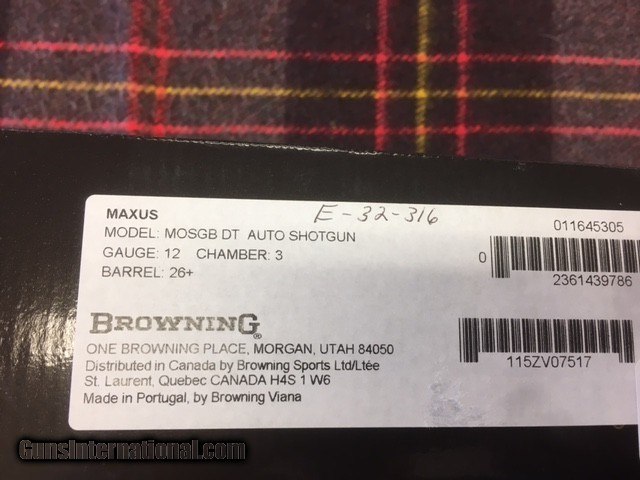 MAXUS
E-32-316
MODEL: MOSGB DT AUTO SHOTGUN
GAUGE: 12 CHAMBER: 3
BARREL: 26+
011645305
0
2361439786
BROWNING®
ONE BROWNING PLACE, MORGAN, UTAH 84050
Distributed in Canada by Browning Sports Ltd/Ltée
St. Laurent, Quebec CANADA H4S 1 W6
Made in Portugal, by Browning Viana
115ZV07517
GunsInternational.com